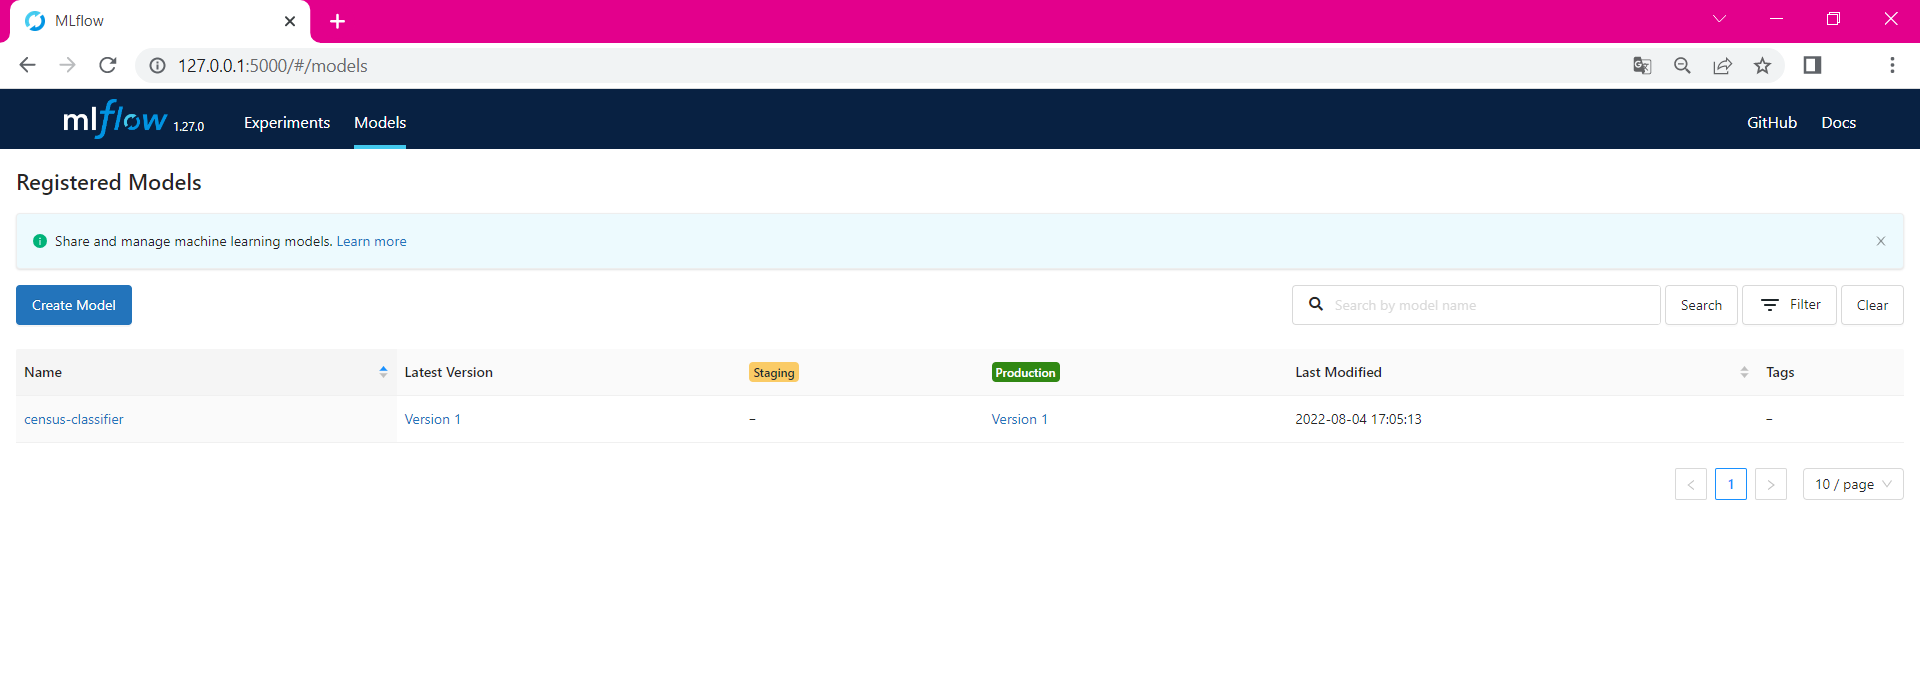 MLflow
127.0.0.1:5000/#/models
mlflow 1.27.0 Experiments Models GitHub Docs
Registered Models
Share and manage machine learning models. Learn more
Create Model Search by model name Search Filter Clear
Name Latest Version Staging Production Last Modified Tags
census-classifier Version 1 – Version 1 2022-08-04 17:05:13 –
< 1 > 10 / page